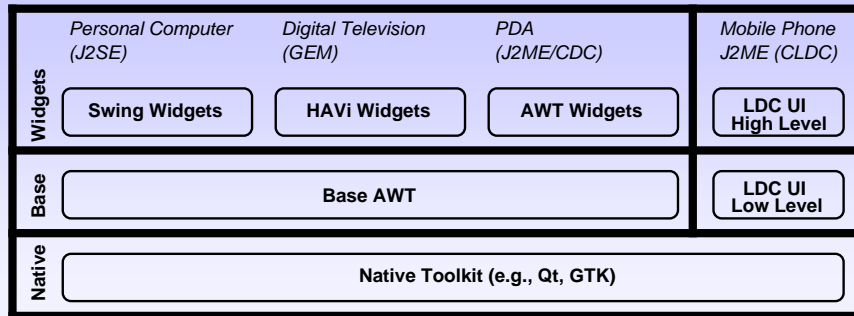 Personal Computer
(J2SE)
Digital Television
(GEM)
PDA
(J2ME/CDC)
Mobile Phone
J2ME (CLDC)
Widgets
Swing Widgets
HAVi Widgets
AWT Widgets
LDC UI
High Level
Base
Base AWT
LDC UI
Low Level
Native
Native Toolkit (e.g., Qt, GTK)